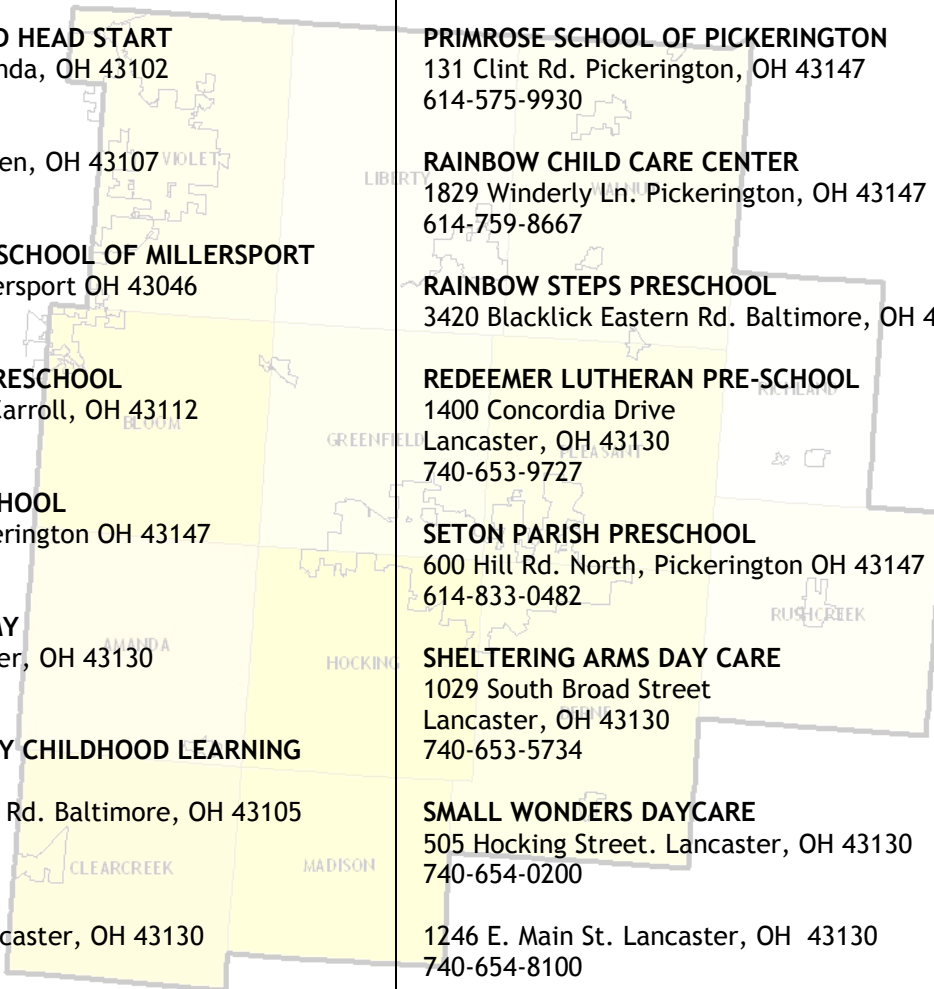 D HEAD START
nda, OH 43102
en, OH 43107
SCHOOL OF MILLERSPORT
ersport OH 43046
RESCHOOL
Carroll, OH 43112
HOOL
erington OH 43147
AY
er, OH 43130
Y CHILDHOOD LEARNING
Rd. Baltimore, OH 43105
caster, OH 43130
PRIMROSE SCHOOL OF PICKERINGTON
131 Clint Rd. Pickerington, OH 43147
614-575-9930
RAINBOW CHILD CARE CENTER
1829 Winderly Ln. Pickerington, OH 43147
614-759-8667
RAINBOW STEPS PRESCHOOL
3420 Blacklick Eastern Rd. Baltimore, OH 4
REDEEMER LUTHERAN PRE-SCHOOL
1400 Concordia Drive
Lancaster, OH 43130
740-653-9727
SETON PARISH PRESCHOOL
600 Hill Rd. North, Pickerington OH 43147
614-833-0482
SHELTERING ARMS DAY CARE
1029 South Broad Street
Lancaster, OH 43130
740-653-5734
SMALL WONDERS DAYCARE
505 Hocking Street. Lancaster, OH 43130
740-654-0200
1246 E. Main St. Lancaster, OH 43130
740-654-8100
VIOLET
LIBERTY
WALNUT
BLOOM
GREENFIELD
PLEASANT
RICHLAND
AMANDA
HOCKING
BERNE
RUSHCREEK
CLEARCREEK
MADISON